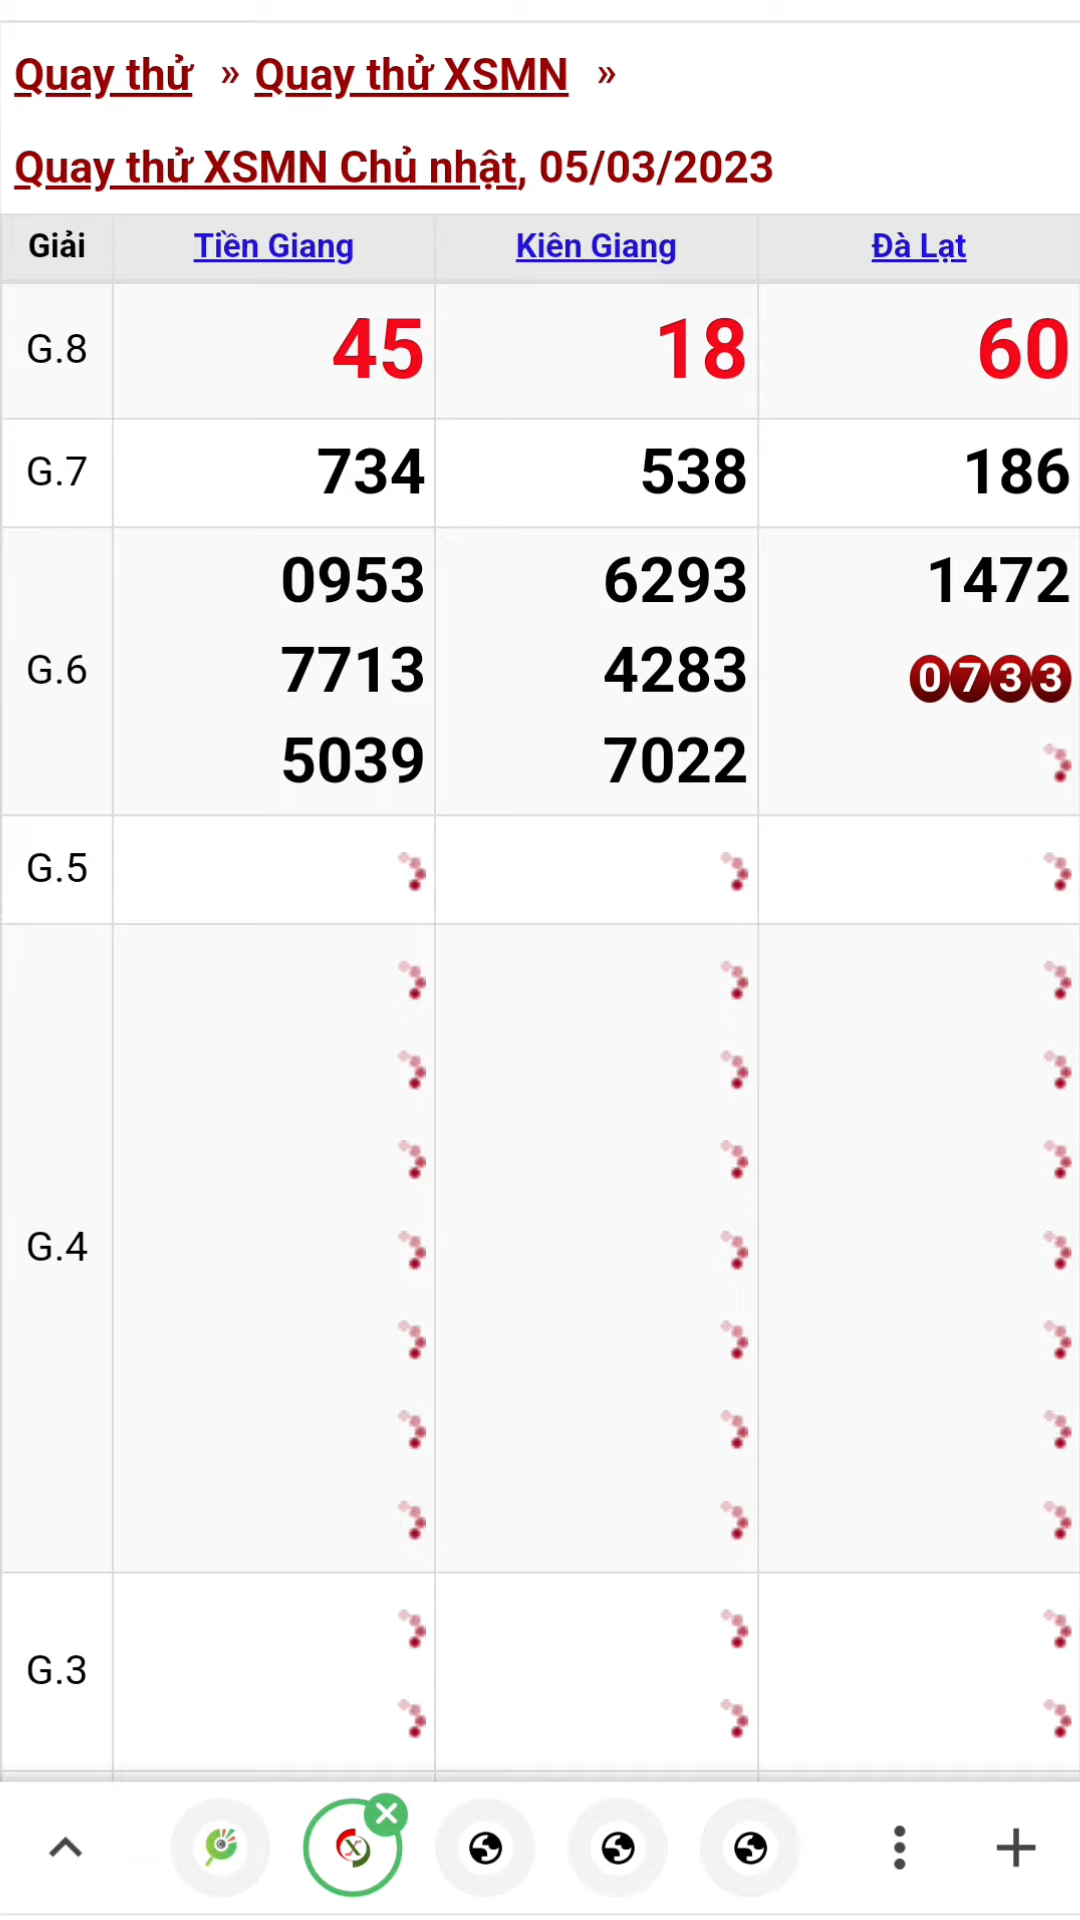 Quay thử » Quay thử XSMN »
Quay thử XSMN Chủ nhật, 05/03/2023
Giải Tiền Giang Kiên Giang Đà Lạt
G.8 45 18 60
G.7 734 538 186
0953 6293 1472
G.6 7713 4283 0733
5039 7022
G.5
G.4
G.3